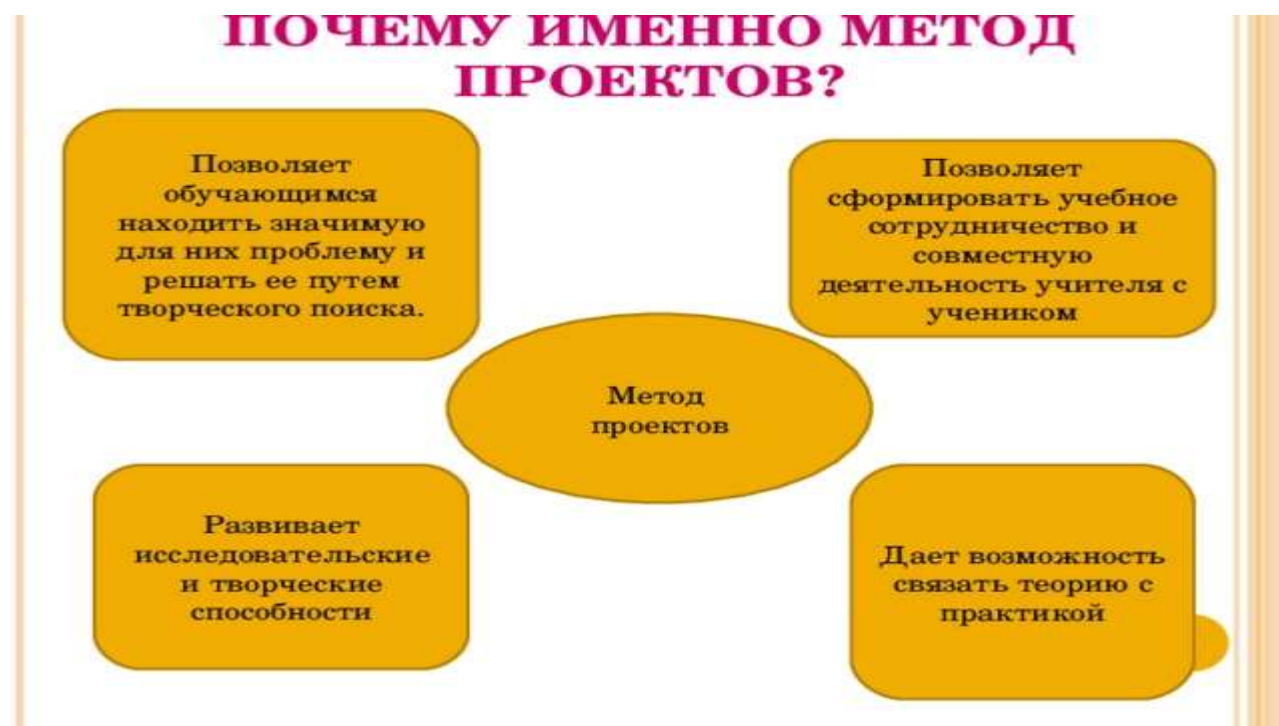 ПОЧЕМУ ИМЕННО МЕТОД
ПРОЕКТОВ?
Позволяет
обучающимся
находить значимую
для них проблему и
решать ее путем
творческого поиска.
Позволяет
сформировать учебное
сотрудничество и
совместную
деятельность учителя с
учеником
Метод
проектов
Развивает
исследовательские
и творческие
способности
Дает возможность
связать теорию с
практикой